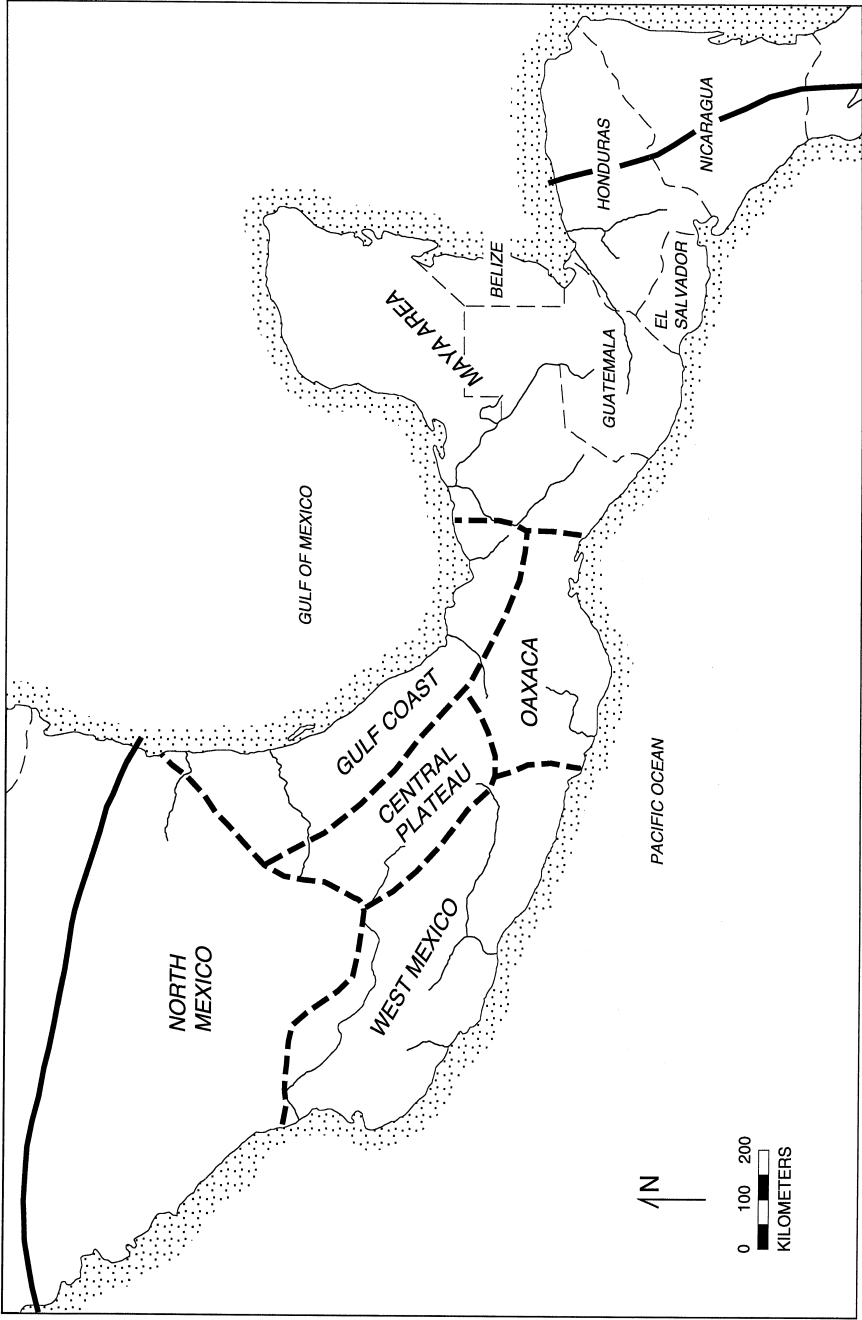 GULF OF MEXICO
NORTH
MEXICO
MAYA AREA
BELIZE
GULF COAST
CENTRAL
PLATEAU
WEST MEXICO
OAXACA
GUATEMALA
HONDURAS
EL
SALVADOR
NICARAGUA
PACIFIC OCEAN
N
0 100 200
KILOMETERS